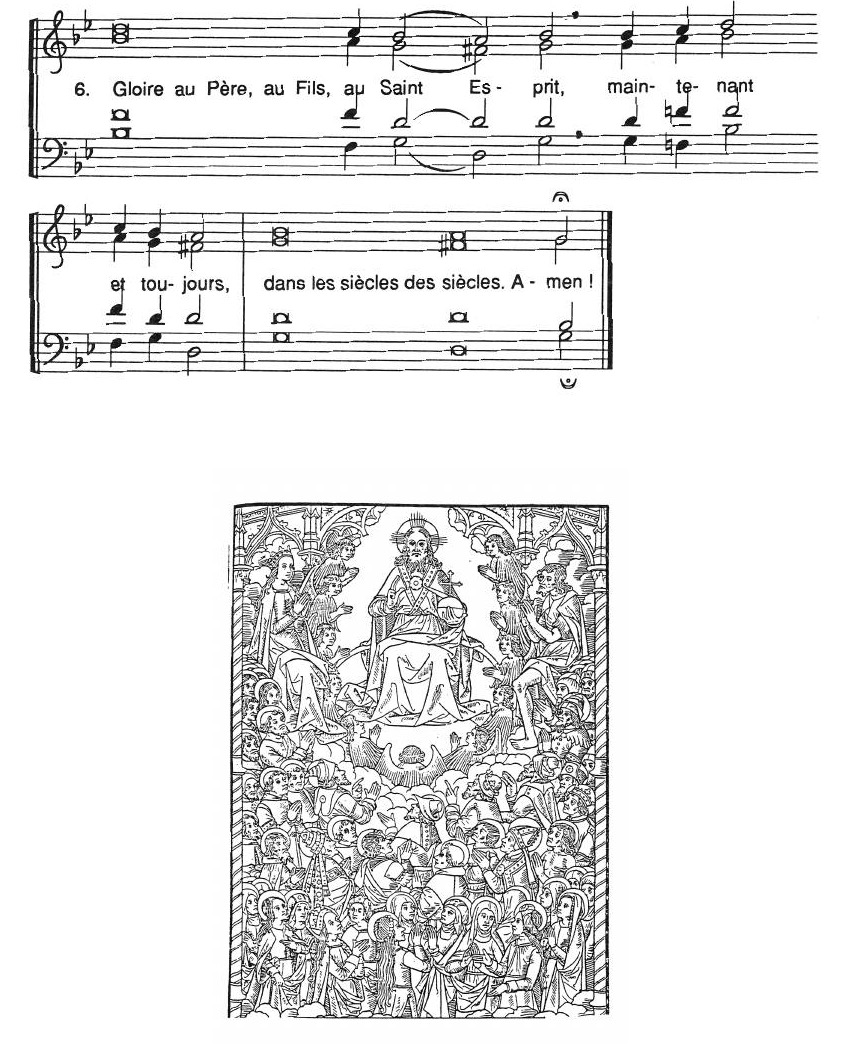 6. Gloire au Père, au Fils, au Saint Es - prit, main- te- nant
et tou- jours, dans les siècles des siècles. A - men !